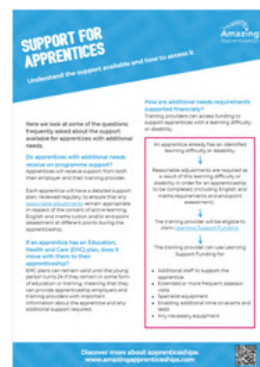 SUPPORT FOR
APPRENTICES
Understand the support available and how to access it
Amazing
Apprenticeships
Here we look at some of the questions
frequently asked about the support
available for apprentices with additional
needs.
Do apprentices with additional needs
receive on programme support?
Apprentices will receive support from both
their employer and their training provider.
Each apprentice will have a detailed support
plan, reviewed regularly to ensure that any
reasonable adjustments remain appropriate
in respect of the content of active learning,
English and maths tuition and/or end-point
assessment at different points during the
apprenticeship.
If an apprentice has an Education,
Health and Care (EHC) plan, does it
move with them to their
apprenticeship?
EHC plans can remain valid until the young
person turns 24 if they remain in some form
of education or training, meaning that they
can provide apprenticeship employers and
training providers with important
information about the apprentice and any
additional support required.
How are additional needs requirements
supported financially?
Training providers can access funding to
support apprentices with a learning difficulty
or disability.
An apprentice already has an identified
learning difficulty or disability.
Reasonable adjustments are required as
a result of this learning difficulty or
disability in order for an apprenticeship
to be completed (including English and
maths requirements and end-point
assessment).
The training provider will be eligible to
claim Learning Support Funding.
The training provider can use Learning
Support Funding for:
Additional staff to support the
apprentice
Extended or more frequent assessor
visits
Specialist equipment
Enabling additional time on exams and
tests
Any necessary equipment
Discover more about apprenticeships:
www.amazingapprenticeships.com